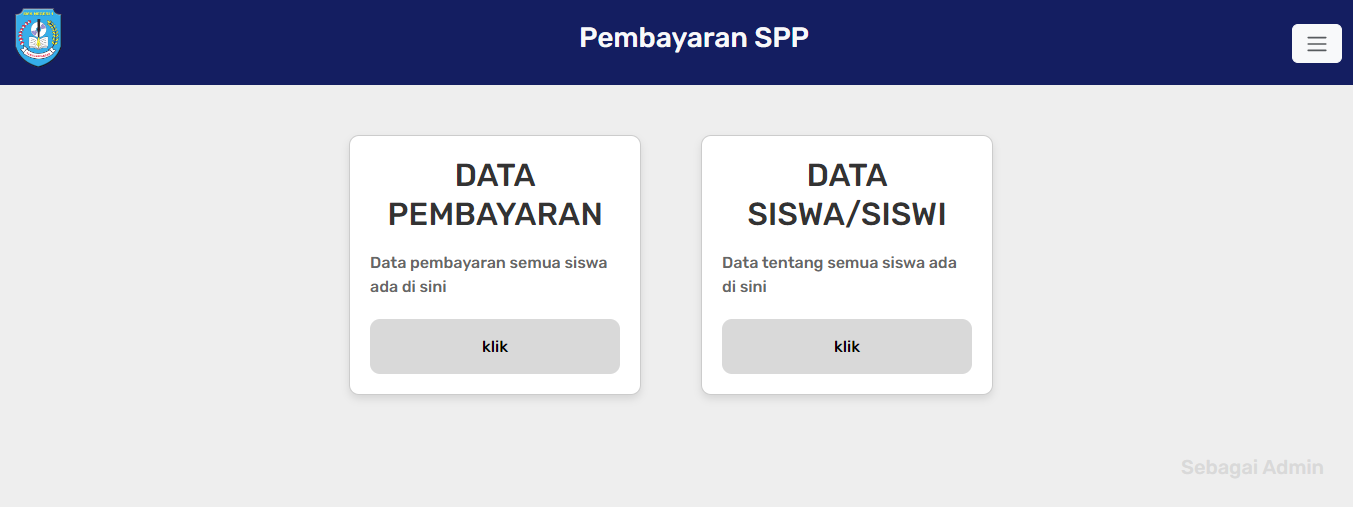 Pembayaran SPP
DATA
PEMBAYARAN
Data pembayaran semua siswa
ada di sini
klik
DATA
SISWA/SISWI
Data tentang semua siswa ada
di sini
klik
Sebagai Admin